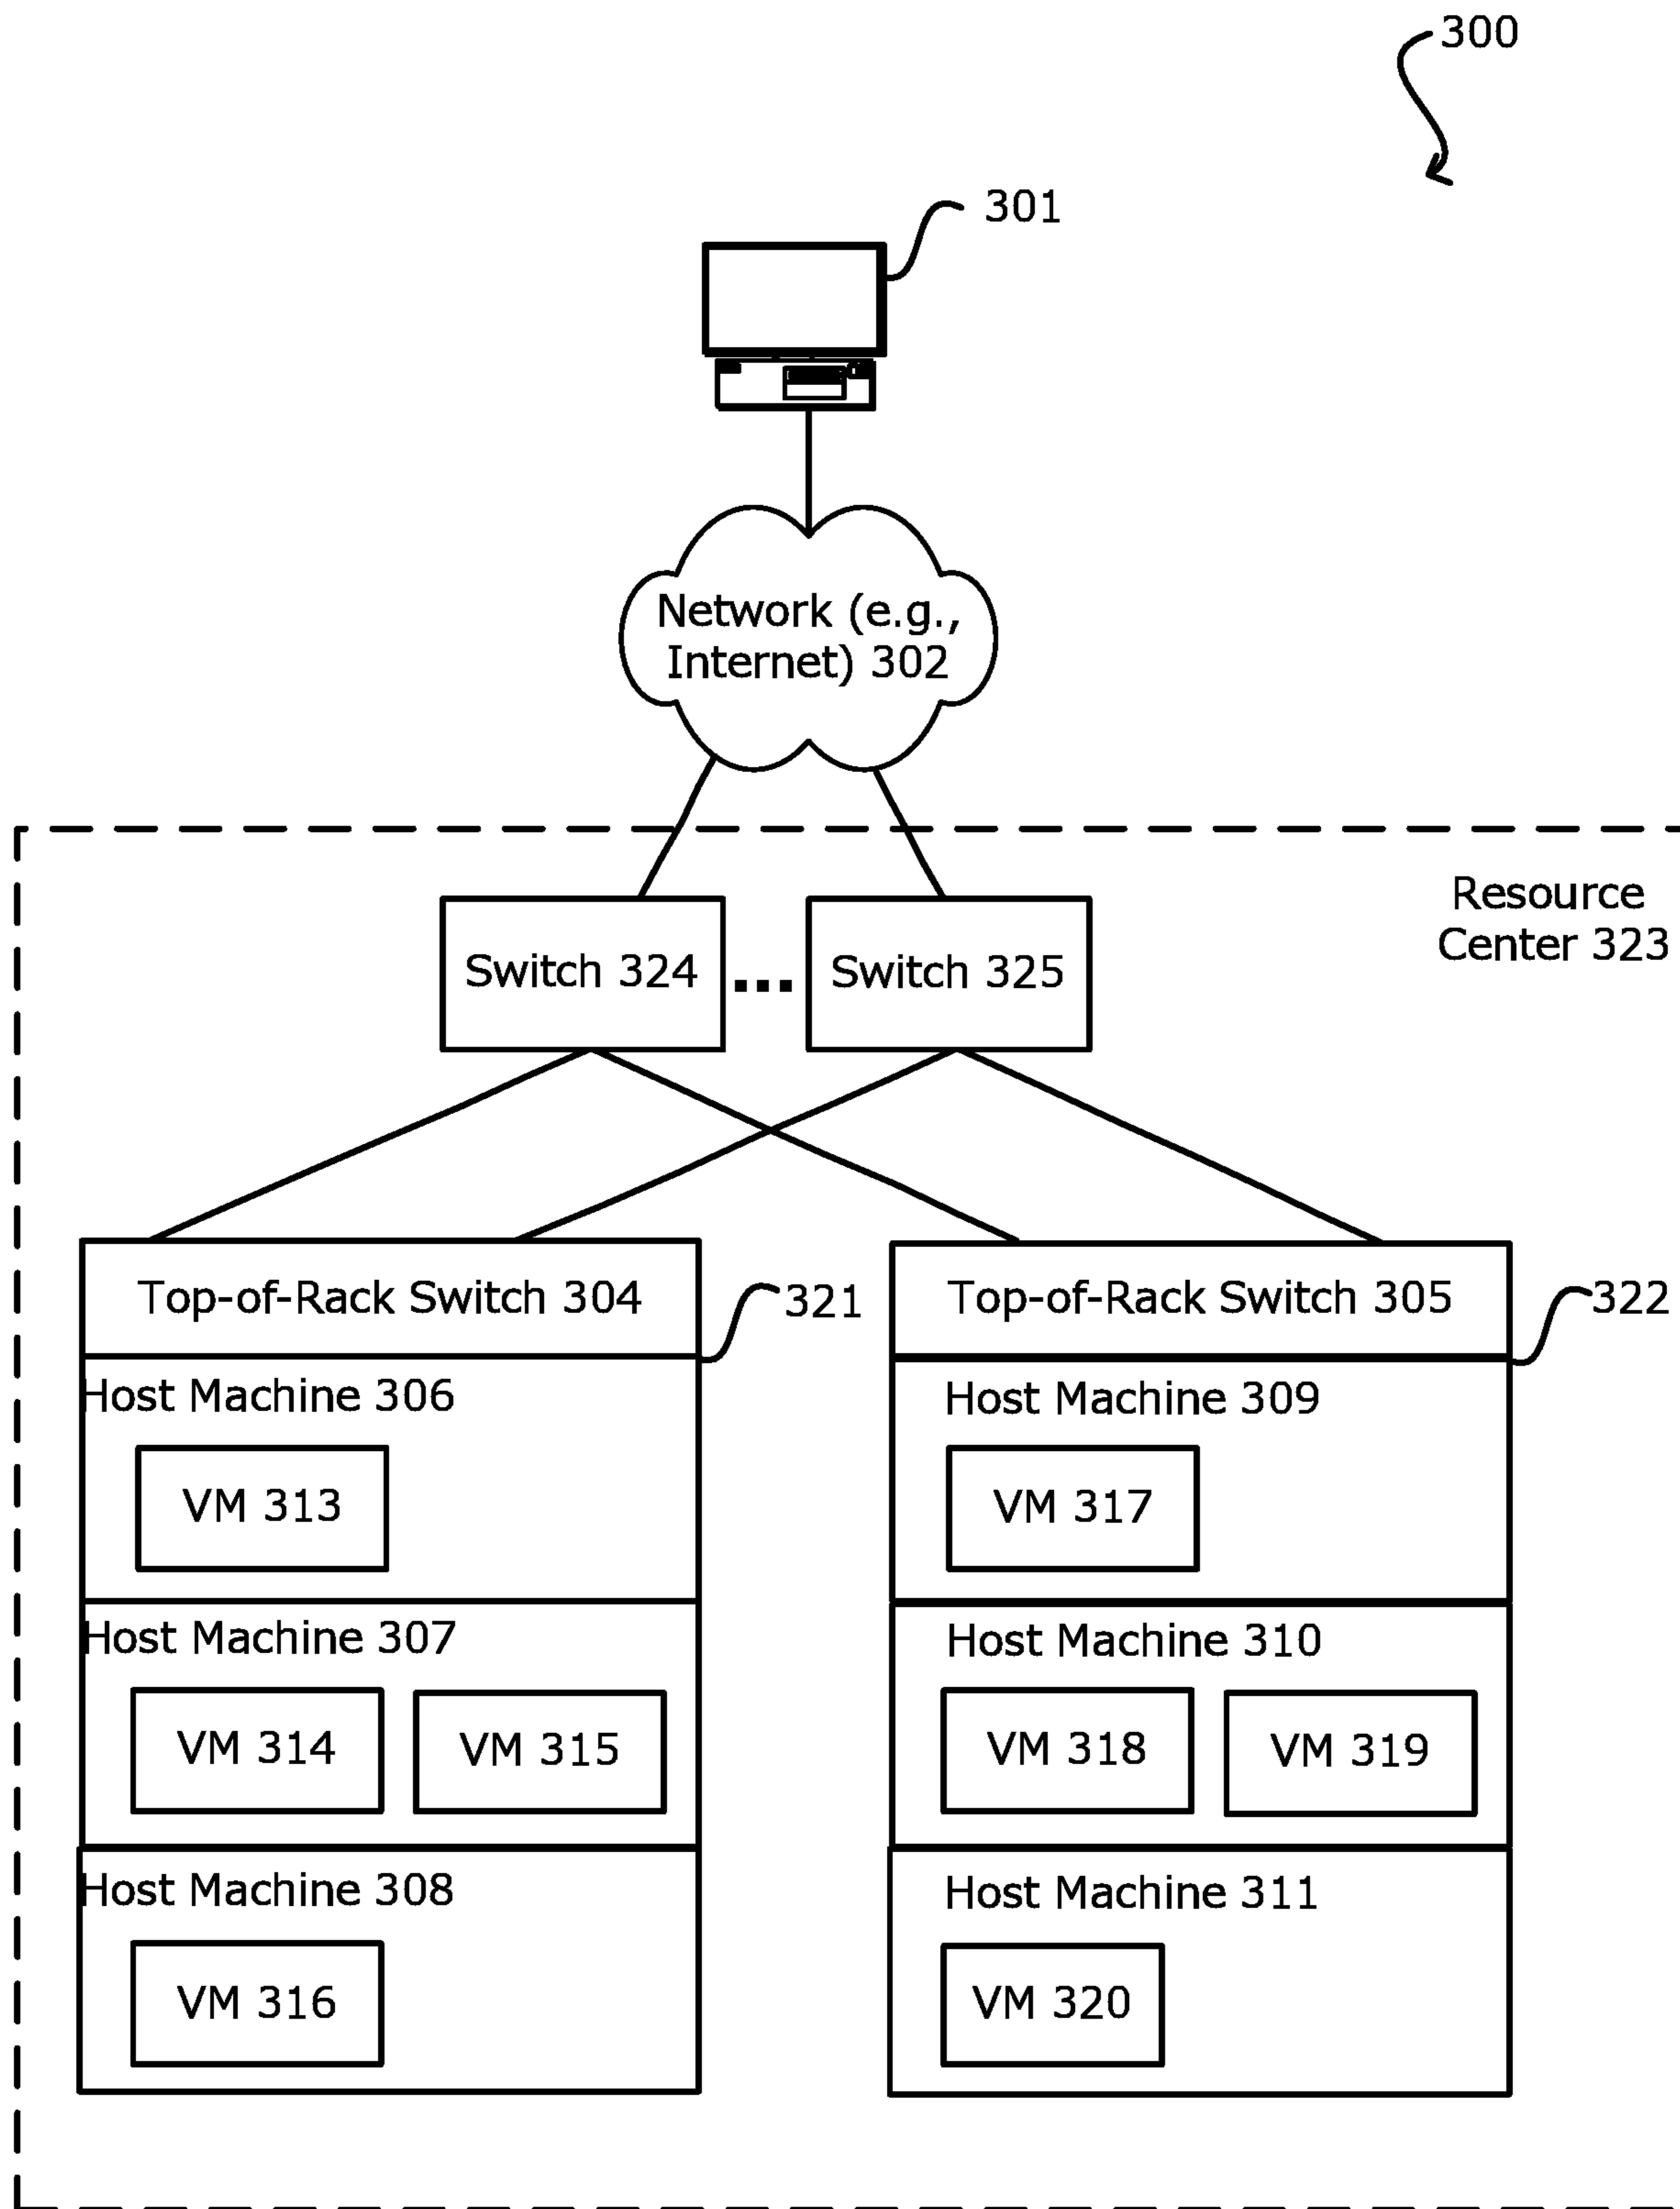 300
301
Network (e.g.,
Internet) 302
Resource
Center 323
Switch 324
...
Switch 325
Top-of-Rack Switch 304
321
Top-of-Rack Switch 305
322
Host Machine 306
Host Machine 309
VM 313
VM 317
Host Machine 307
Host Machine 310
VM 314
VM 315
VM 318
VM 319
Host Machine 308
Host Machine 311
VM 316
VM 320